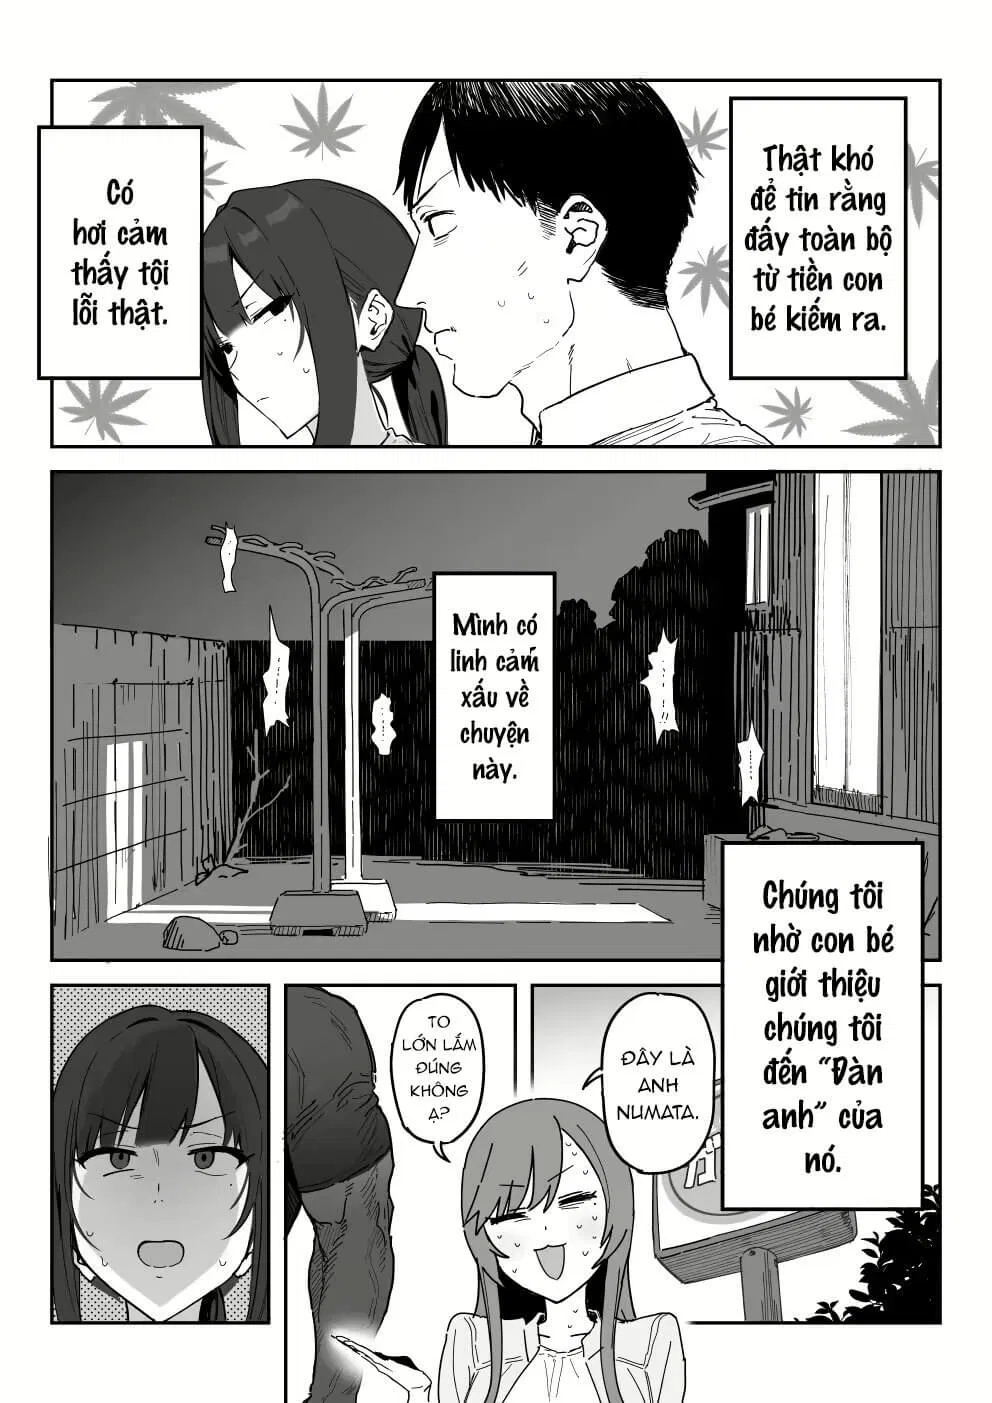 Thật khó
để tin rằng
đấy toàn bộ
từ tiền con
bé kiếm ra.
Có
hơi cảm
thấy tội
lỗi thật.
Mình có
linh cảm
xấu về
chuyện
này.
Chúng tôi
nhờ con bé
giới thiệu
chúng tôi
đến "Đàn
anh" của
nó.
ĐÂY LÀ
ANH
NUMATA.
TO
LỚN LẮM
ĐÚNG
KHÔNG
Ạ?